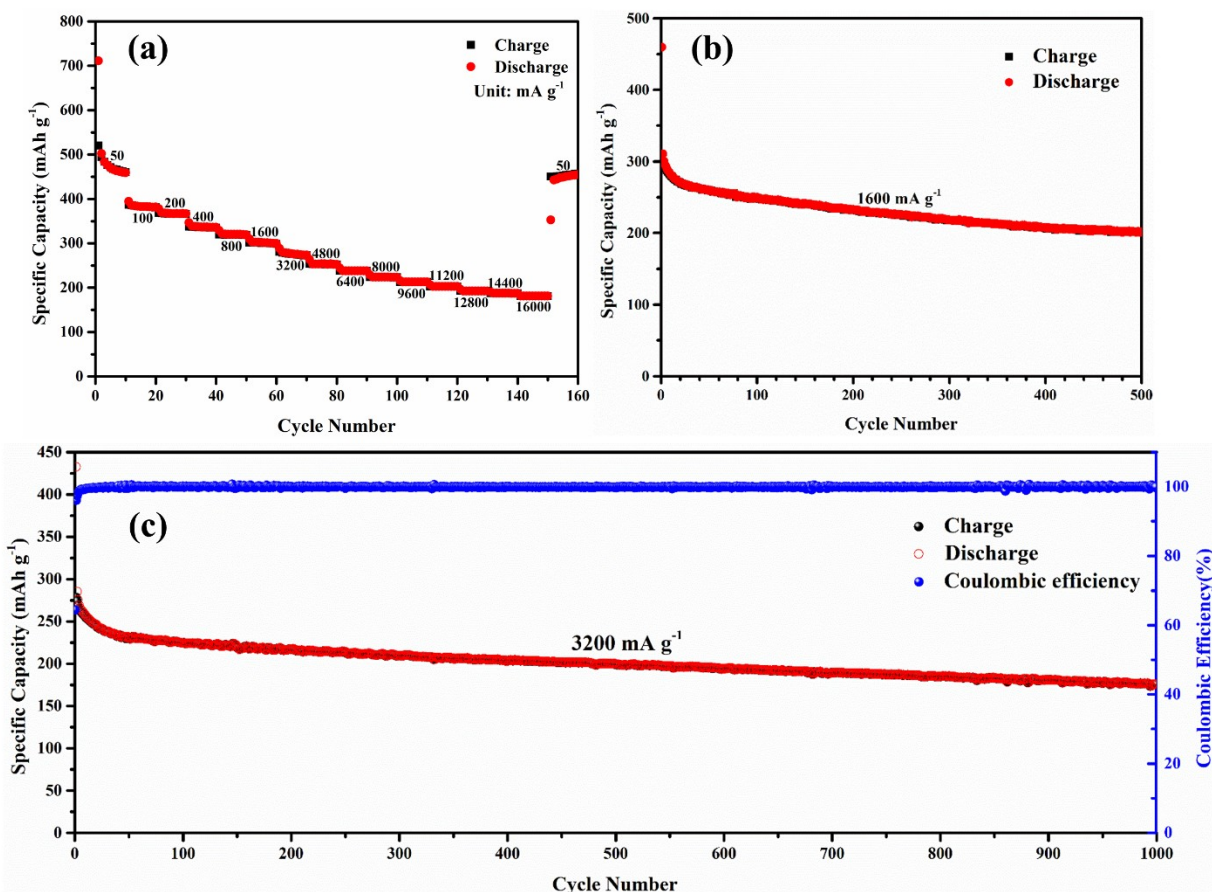 (a)
Charge
Discharge
Unit: mA g⁻¹
800
700
600
500
400
300
200
100
0
50
100
200
400
800
1600
3200
4800
6400
8000
9600
11200
12800
14400
16000
50
0 20 40 60 80 100 120 140 160
Specific Capacity (mAh g⁻¹)
Cycle Number
(b)
Charge
Discharge
500
400
300
200
100
0
1600 mA g⁻¹
0 100 200 300 400 500
Specific Capacity (mAh g⁻¹)
Cycle Number
(c)
Charge
Discharge
Coulombic efficiency
450
400
350
300
250
200
150
100
50
0
3200 mA g⁻¹
100
80
60
40
20
0
0 100 200 300 400 500 600 700 800 900 1000
Specific Capacity (mAh g⁻¹)
Coulombic Efficiency(%)
Cycle Number